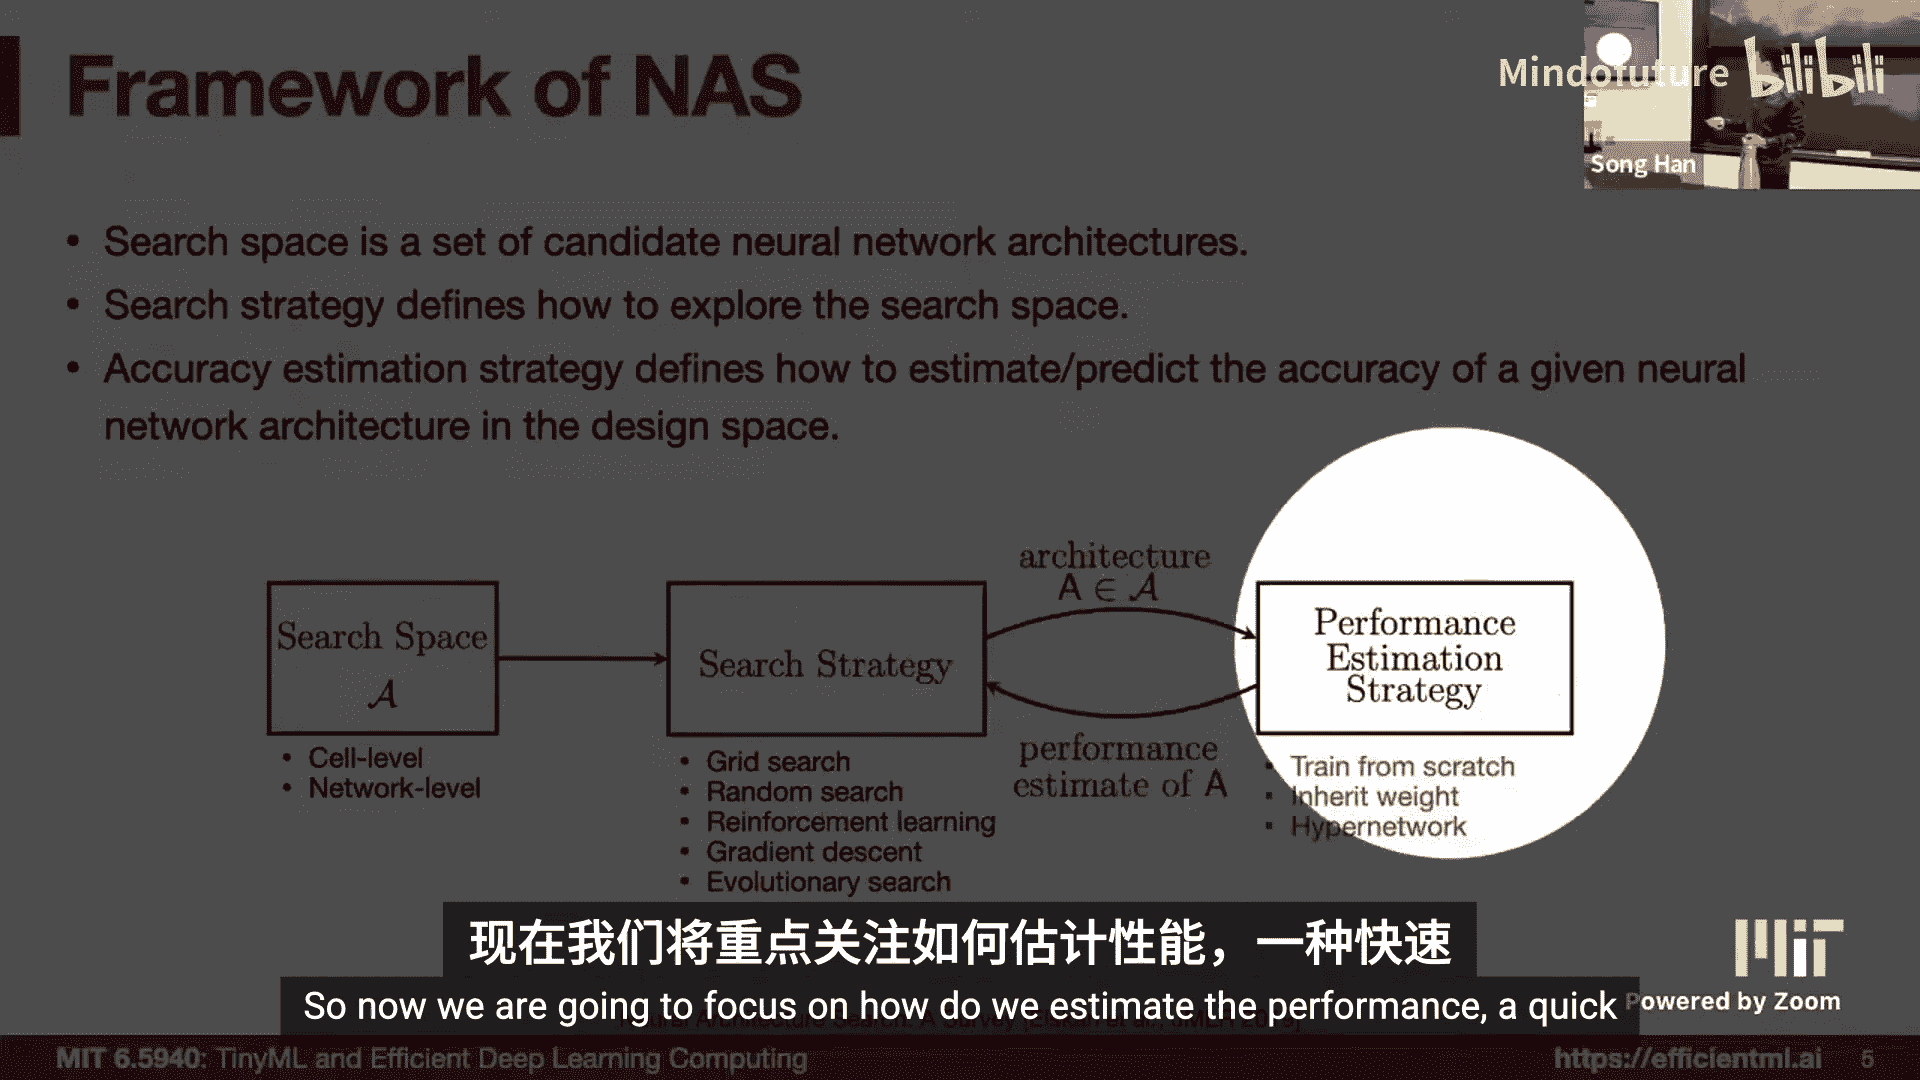 Framework of NAS
Mindofuture bilibili
Song Han
• Search space is a set of candidate neural network architectures.
• Search strategy defines how to explore the search space.
• Accuracy estimation strategy defines how to estimate/predict the accuracy of a given neural
network architecture in the design space.
Search Space
𝒜
• Cell-level
• Network-level
Search Strategy
• Grid search
• Random search
• Reinforcement learning
• Gradient descent
• Evolutionary search
architecture
A ∈ 𝒜
performance
estimate of A
Performance
Estimation
Strategy
• Train from scratch
• Inherit weight
• Hypernetwork
现在我们将重点关注如何估计性能，一种快速
So now we are going to focus on how do we estimate the performance, a quick
MIT
Powered by Zoom
MIT 6.5940: TinyML and Efficient Deep Learning Computing
https://efficientml.ai
5